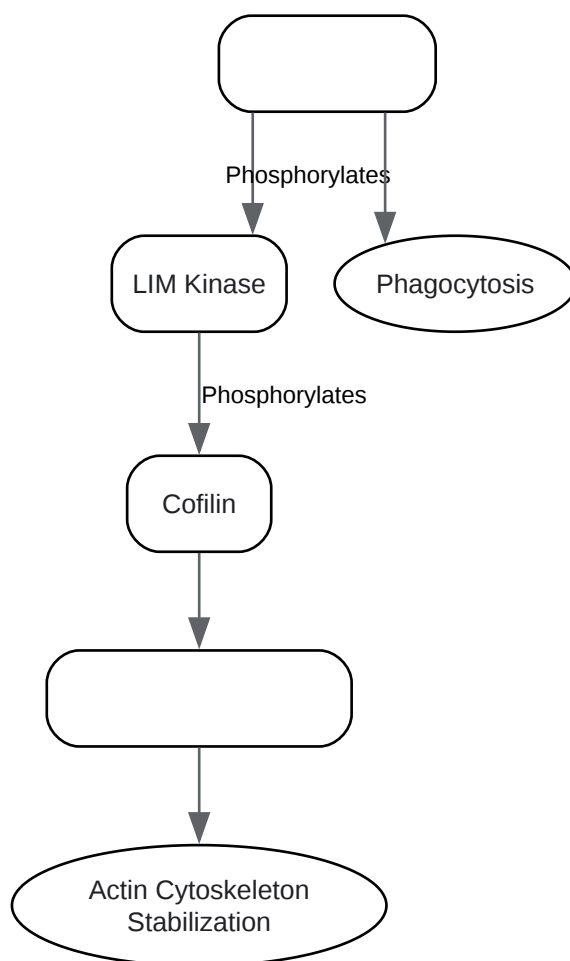 Phosphorylates
LIM Kinase
Phagocytosis
Phosphorylates
Cofilin
Actin Cytoskeleton
Stabilization